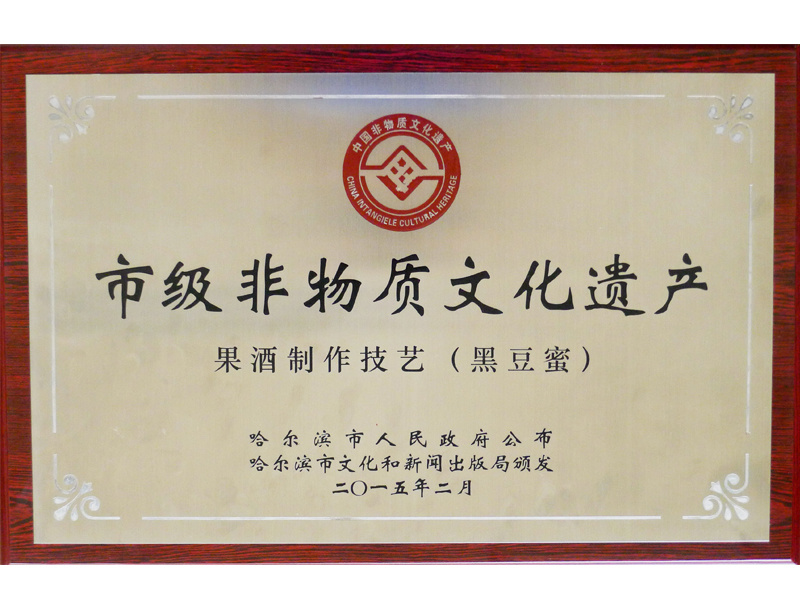 中国非物质文化遗产
CHINA INTANGIELE CULTURAL HERITAGE
市级非物质文化遗产
果酒制作技艺（黑豆蜜）
哈尔滨市人民政府公布
哈尔滨市文化和新闻出版局颁发
二〇一五年二月